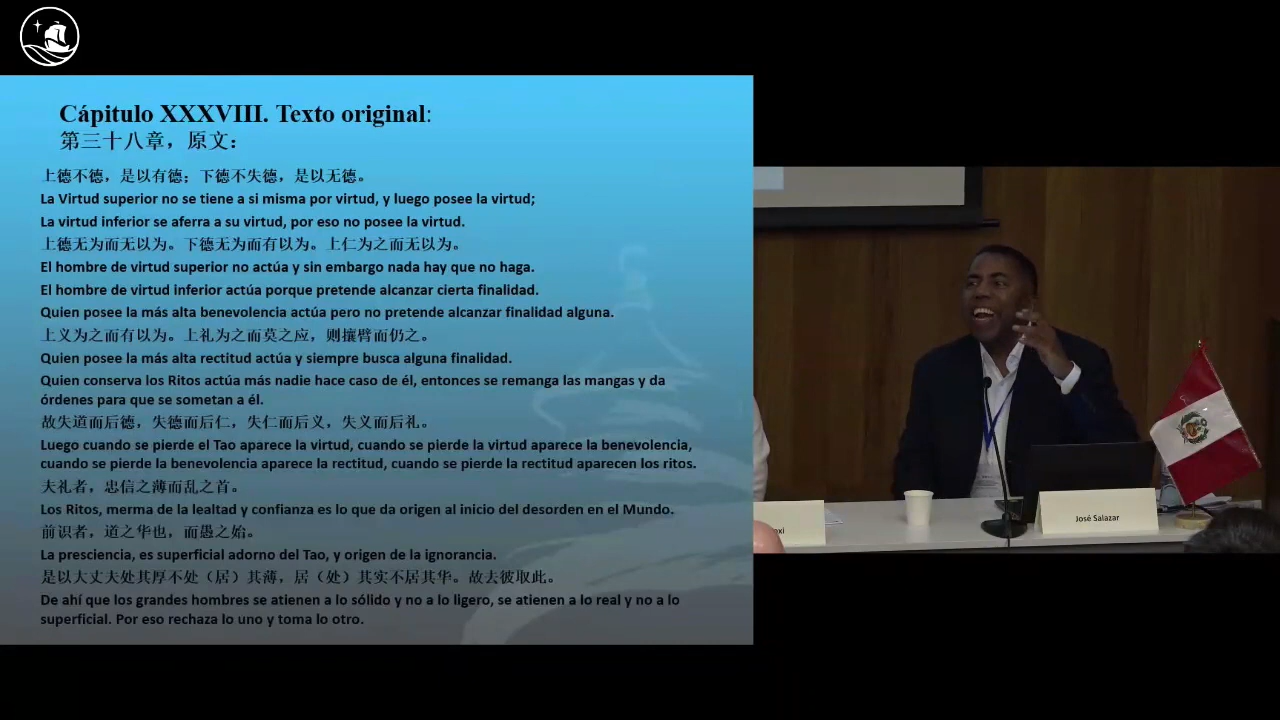 Cápitulo XXXVIII. Texto original:
第三十八章，原文：
上德不德，是以有德；下德不失德，是以无德。
La Virtud superior no se tiene a si misma por virtud, y luego posee la virtud;
La virtud inferior se aferra a su virtud, por eso no posee la virtud.
上德无为而无以为。下德无为而有以为。上仁为之而无以为。
El hombre de virtud superior no actúa y sin embargo nada hay que no haga.
El hombre de virtud inferior actúa porque pretende alcanzar cierta finalidad.
Quien posee la más alta benevolencia actúa pero no pretende alcanzar finalidad alguna.
上义为之而有以为。上礼为之而莫之应，则攘臂而仍之。
Quien posee la más alta rectitud actúa y siempre busca alguna finalidad.
Quien conserva los Ritos actúa más nadie hace caso de él, entonces se remanga las mangas y da
órdenes para que se sometan a él.
故失道而后德，失德而后仁，失仁而后义，失义而后礼。
Luego cuando se pierde el Tao aparece la virtud, cuando se pierde la virtud aparece la benevolencia,
cuando se pierde la benevolencia aparece la rectitud, cuando se pierde la rectitud aparecen los ritos.
夫礼者，忠信之薄而乱之首。
Los Ritos, merma de la lealtad y confianza es lo que da origen al inicio del desorden en el Mundo.
前识者，道之华也，而愚之始。
La presciencia, es superficial adorno del Tao, y origen de la ignorancia.
是以大丈夫处其厚不处（居）其薄，居（处）其实不居其华。故去彼取此。
De ahí que los grandes hombres se atienen a lo sólido y no a lo ligero, se atienen a lo real y no a lo
superficial. Por eso rechaza lo uno y toma lo otro.
oxi
José Salazar